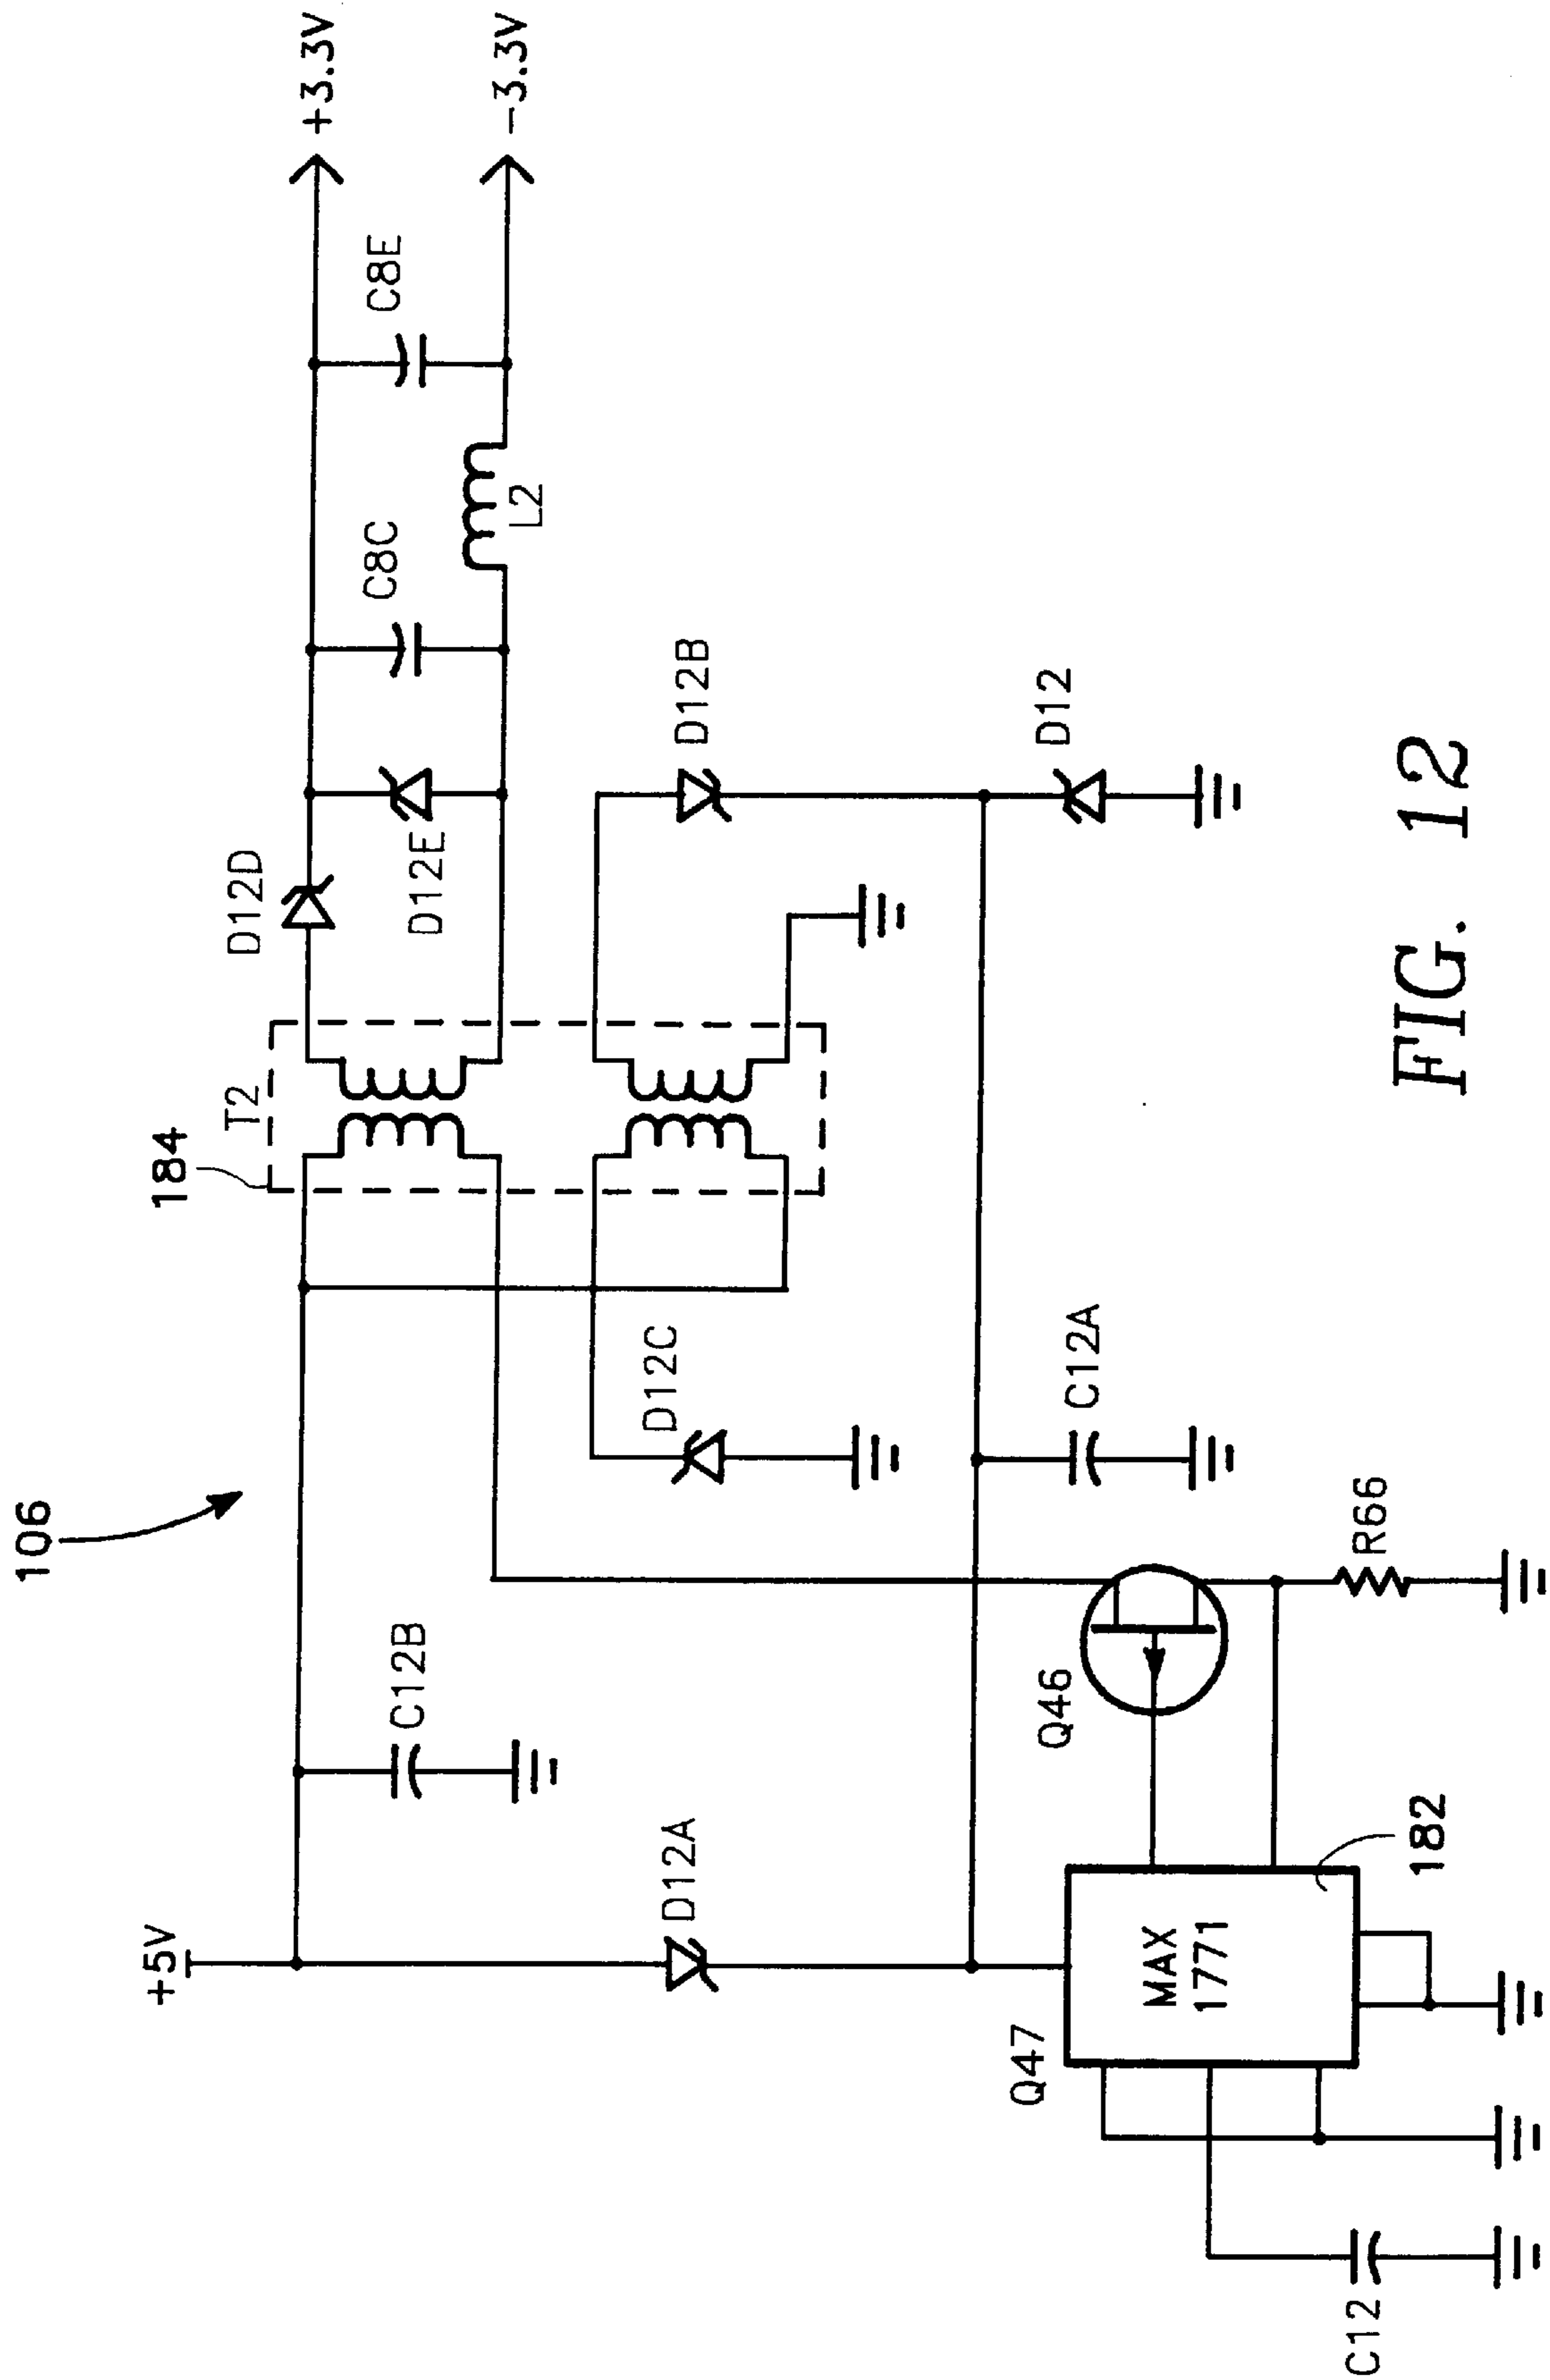 106
184
T2
+5V
C12B
D12A
D12C
D12D
D12E
C8C
C8E
L2
+3.3V
-3.3V
D12B
D12
C12A
Q46
R66
Q47
MAX
1771
182
C12
FIG. 12